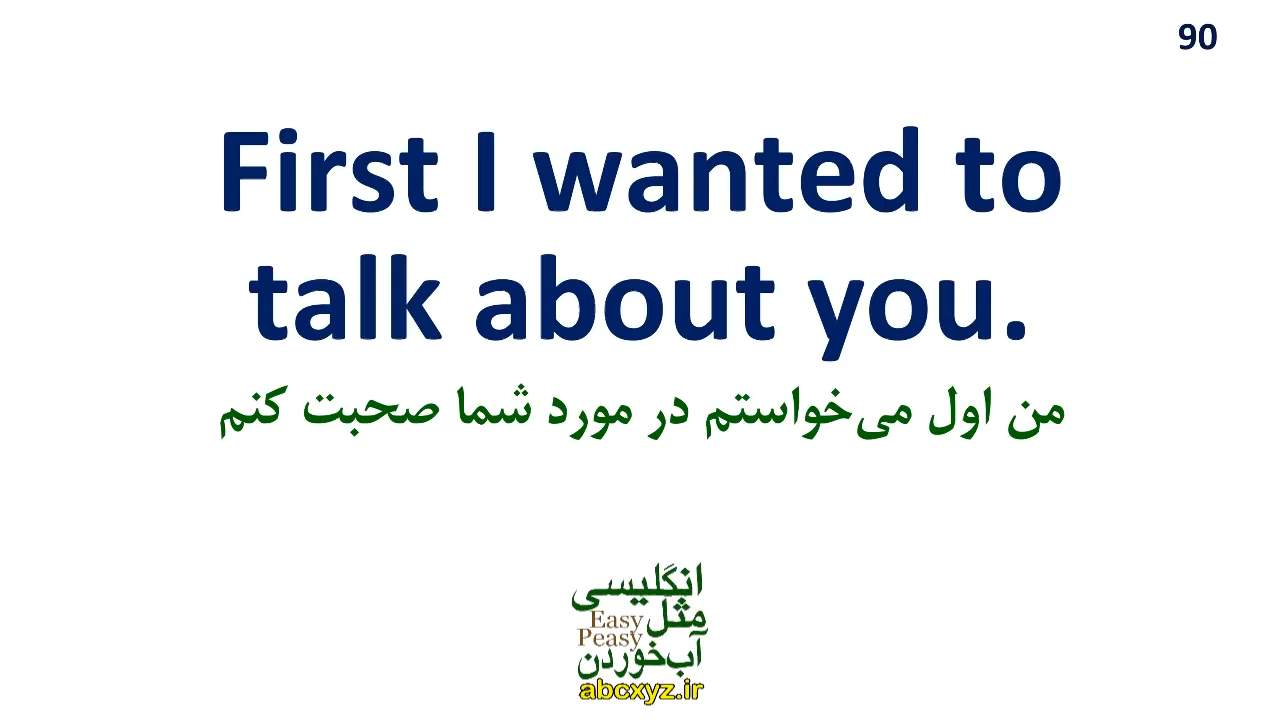 90
First I wanted to
talk about you.
من اول می‌خواستم در مورد شما صحبت کنم
انگلیسی
مثل
Easy
Peasy
آب‌خوردن
abcxyz.ir